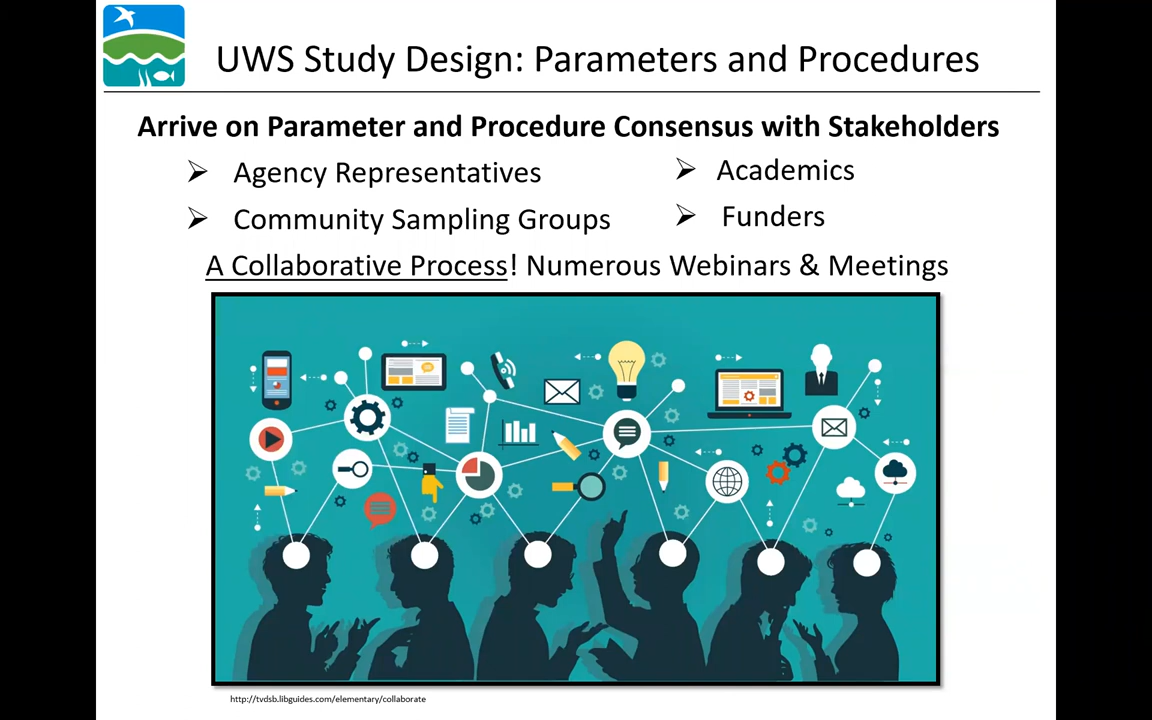 UWS Study Design: Parameters and Procedures
Arrive on Parameter and Procedure Consensus with Stakeholders
➢ Agency Representatives
➢ Academics
➢ Community Sampling Groups
➢ Funders
A Collaborative Process! Numerous Webinars & Meetings
http://tvdsb.libguides.com/elementary/collaborate